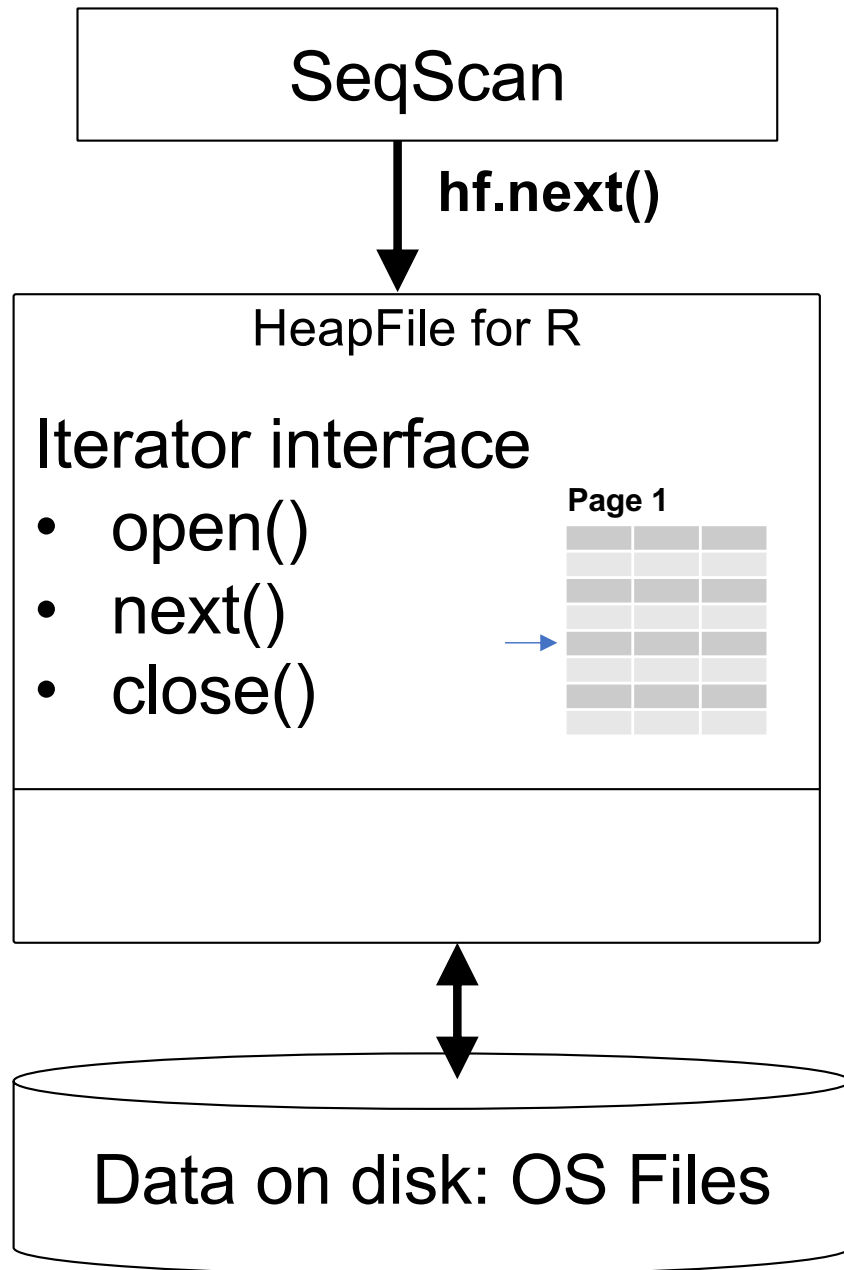 SeqScan
hf.next()
HeapFile for R
Iterator interface
• open()
• next()
• close()
Page 1
Data on disk: OS Files